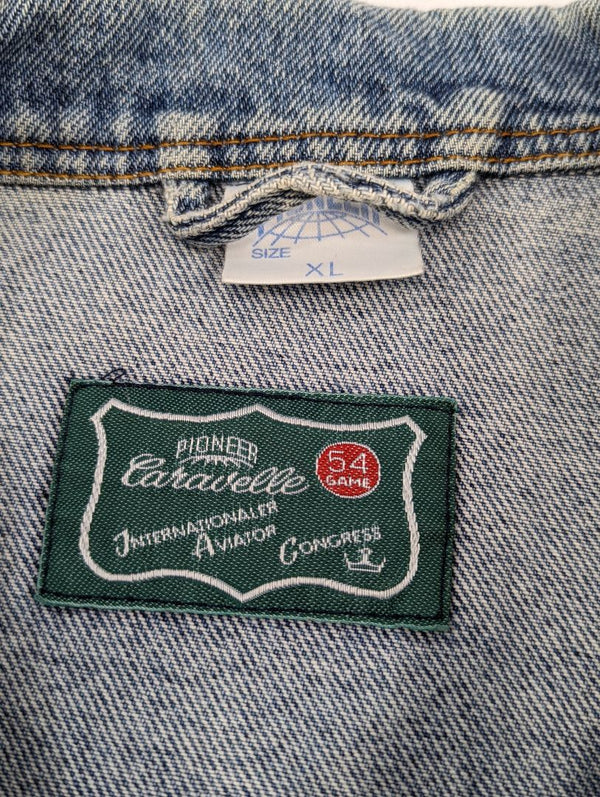 SIZE
XL
PIONEER
Caravelle
54
GAME
INTERNATIONALER
AVIATOR CONGRESS